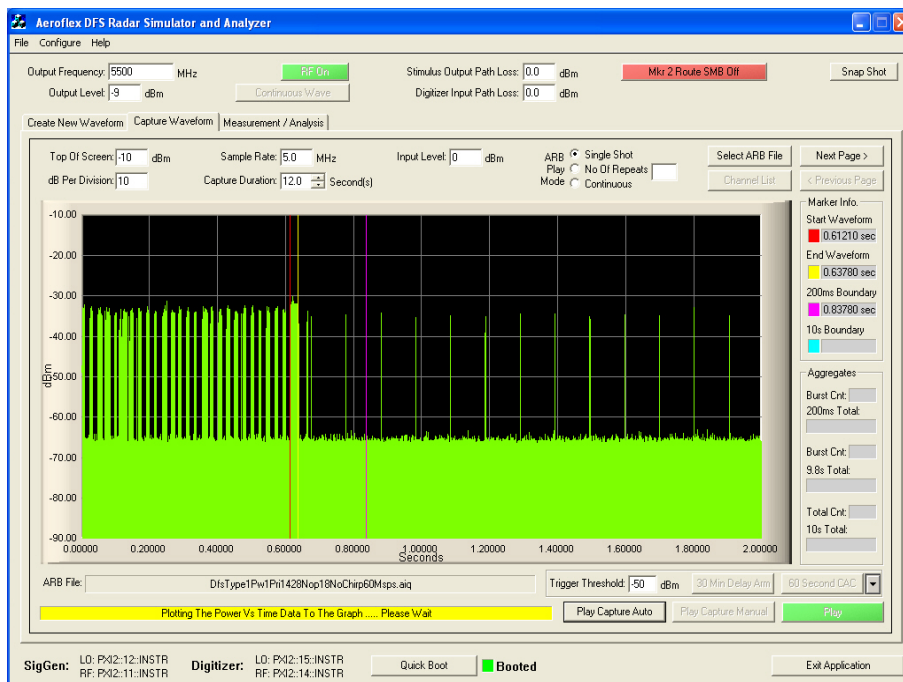 Aeroflex DFS Radar Simulator and Analyzer
File Configure Help
Output Frequency: 5500 MHz RF On Stimulus Output Path Loss: 0.0 dBm Mkr 2 Route SMB Off Snap Shot
Output Level: -9 dBm Continuous Wave Digitizer Input Path Loss: 0.0 dBm
Create New Waveform Capture Waveform Measurement / Analysis
Top Of Screen: -10 dBm Sample Rate: 5.0 MHz Input Level: 0 dBm ARB Single Shot Select ARB File Next Page >
Play No Of Repeats
dB Per Division: 10 Capture Duration: 12.0 Second(s) Mode Continuous Channel List < Previous Page
Marker Info.
Start Waveform
0.61210 sec
End Waveform
0.63780 sec
200ms Boundary
0.83780 sec
10s Boundary
Aggregates
Burst Cnt:
200ms Total:
Burst Cnt:
9.8s Total:
Total Cnt:
10s Total:
-10.00
-20.00
-30.00
-40.00
dBm
-50.00
-60.00
-70.00
-80.00
-90.00
0.00000 0.20000 0.40000 0.60000 0.80000 1.00000 1.20000 1.40000 1.60000 1.80000 2.00000
Seconds
ARB File: DfsType1Pw1Pri1428Nop18NoChirp60Msps.aiq Trigger Threshold: -50 dBm 30 Min Delay Arm 60 Second CAC
Plotting The Power Vs Time Data To The Graph ..... Please Wait Play Capture Auto Play Capture Manual Play
SigGen: LO: PXI2::12::INSTR Digitizer: LO: PXI2::15::INSTR Quick Boot Booted Exit Application
RF: PXI2::11::INSTR RF: PXI2::14::INSTR